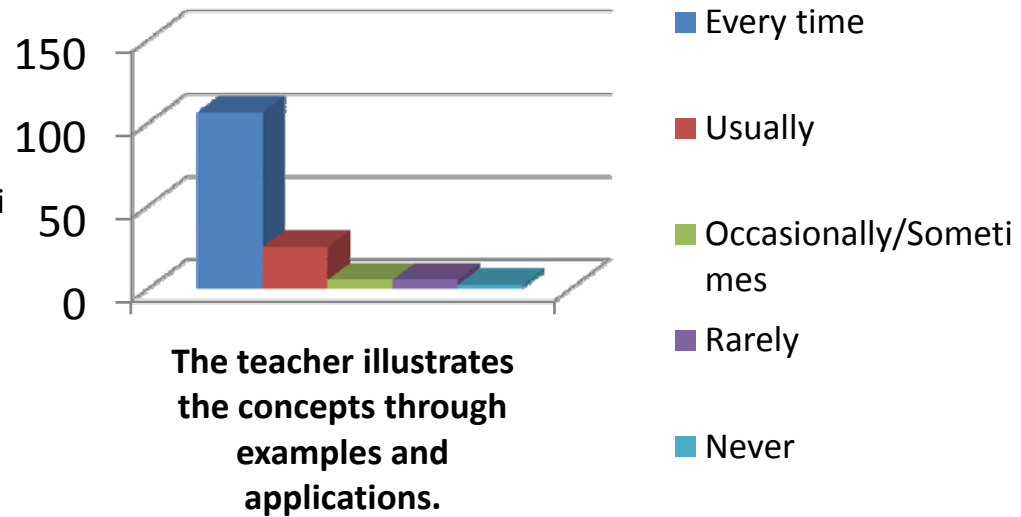 150
100
50
0
i
The teacher illustrates
the concepts through
examples and
applications.
Every time
Usually
Occasionally/Someti
mes
Rarely
Never